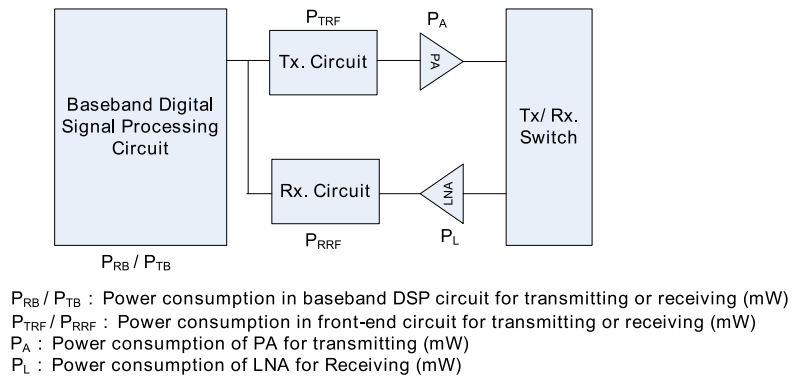 P_TRF
P_A
Tx. Circuit
PA
Baseband Digital
Signal Processing
Circuit
Tx/ Rx.
Switch
Rx. Circuit
LNA
P_RRF
P_L
P_RB / P_TB
P_RB / P_TB : Power consumption in baseband DSP circuit for transmitting or receiving (mW)
P_TRF / P_RRF : Power consumption in front-end circuit for transmitting or receiving (mW)
P_A : Power consumption of PA for transmitting (mW)
P_L : Power consumption of LNA for Receiving (mW)